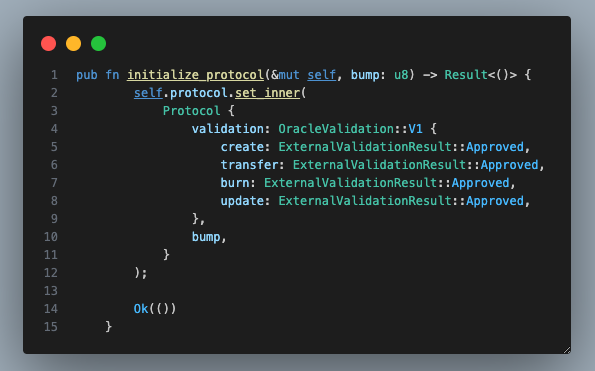 1 pub fn initialize_protocol(&mut self, bump: u8) -> Result<()> {
2         self.protocol.set_inner(
3             Protocol {
4                 validation: OracleValidation::V1 {
5                     create: ExternalValidationResult::Approved,
6                     transfer: ExternalValidationResult::Approved,
7                     burn: ExternalValidationResult::Approved,
8                     update: ExternalValidationResult::Approved,
9                 },
10                 bump,
11             }
12         );
13
14         Ok(())
15     }